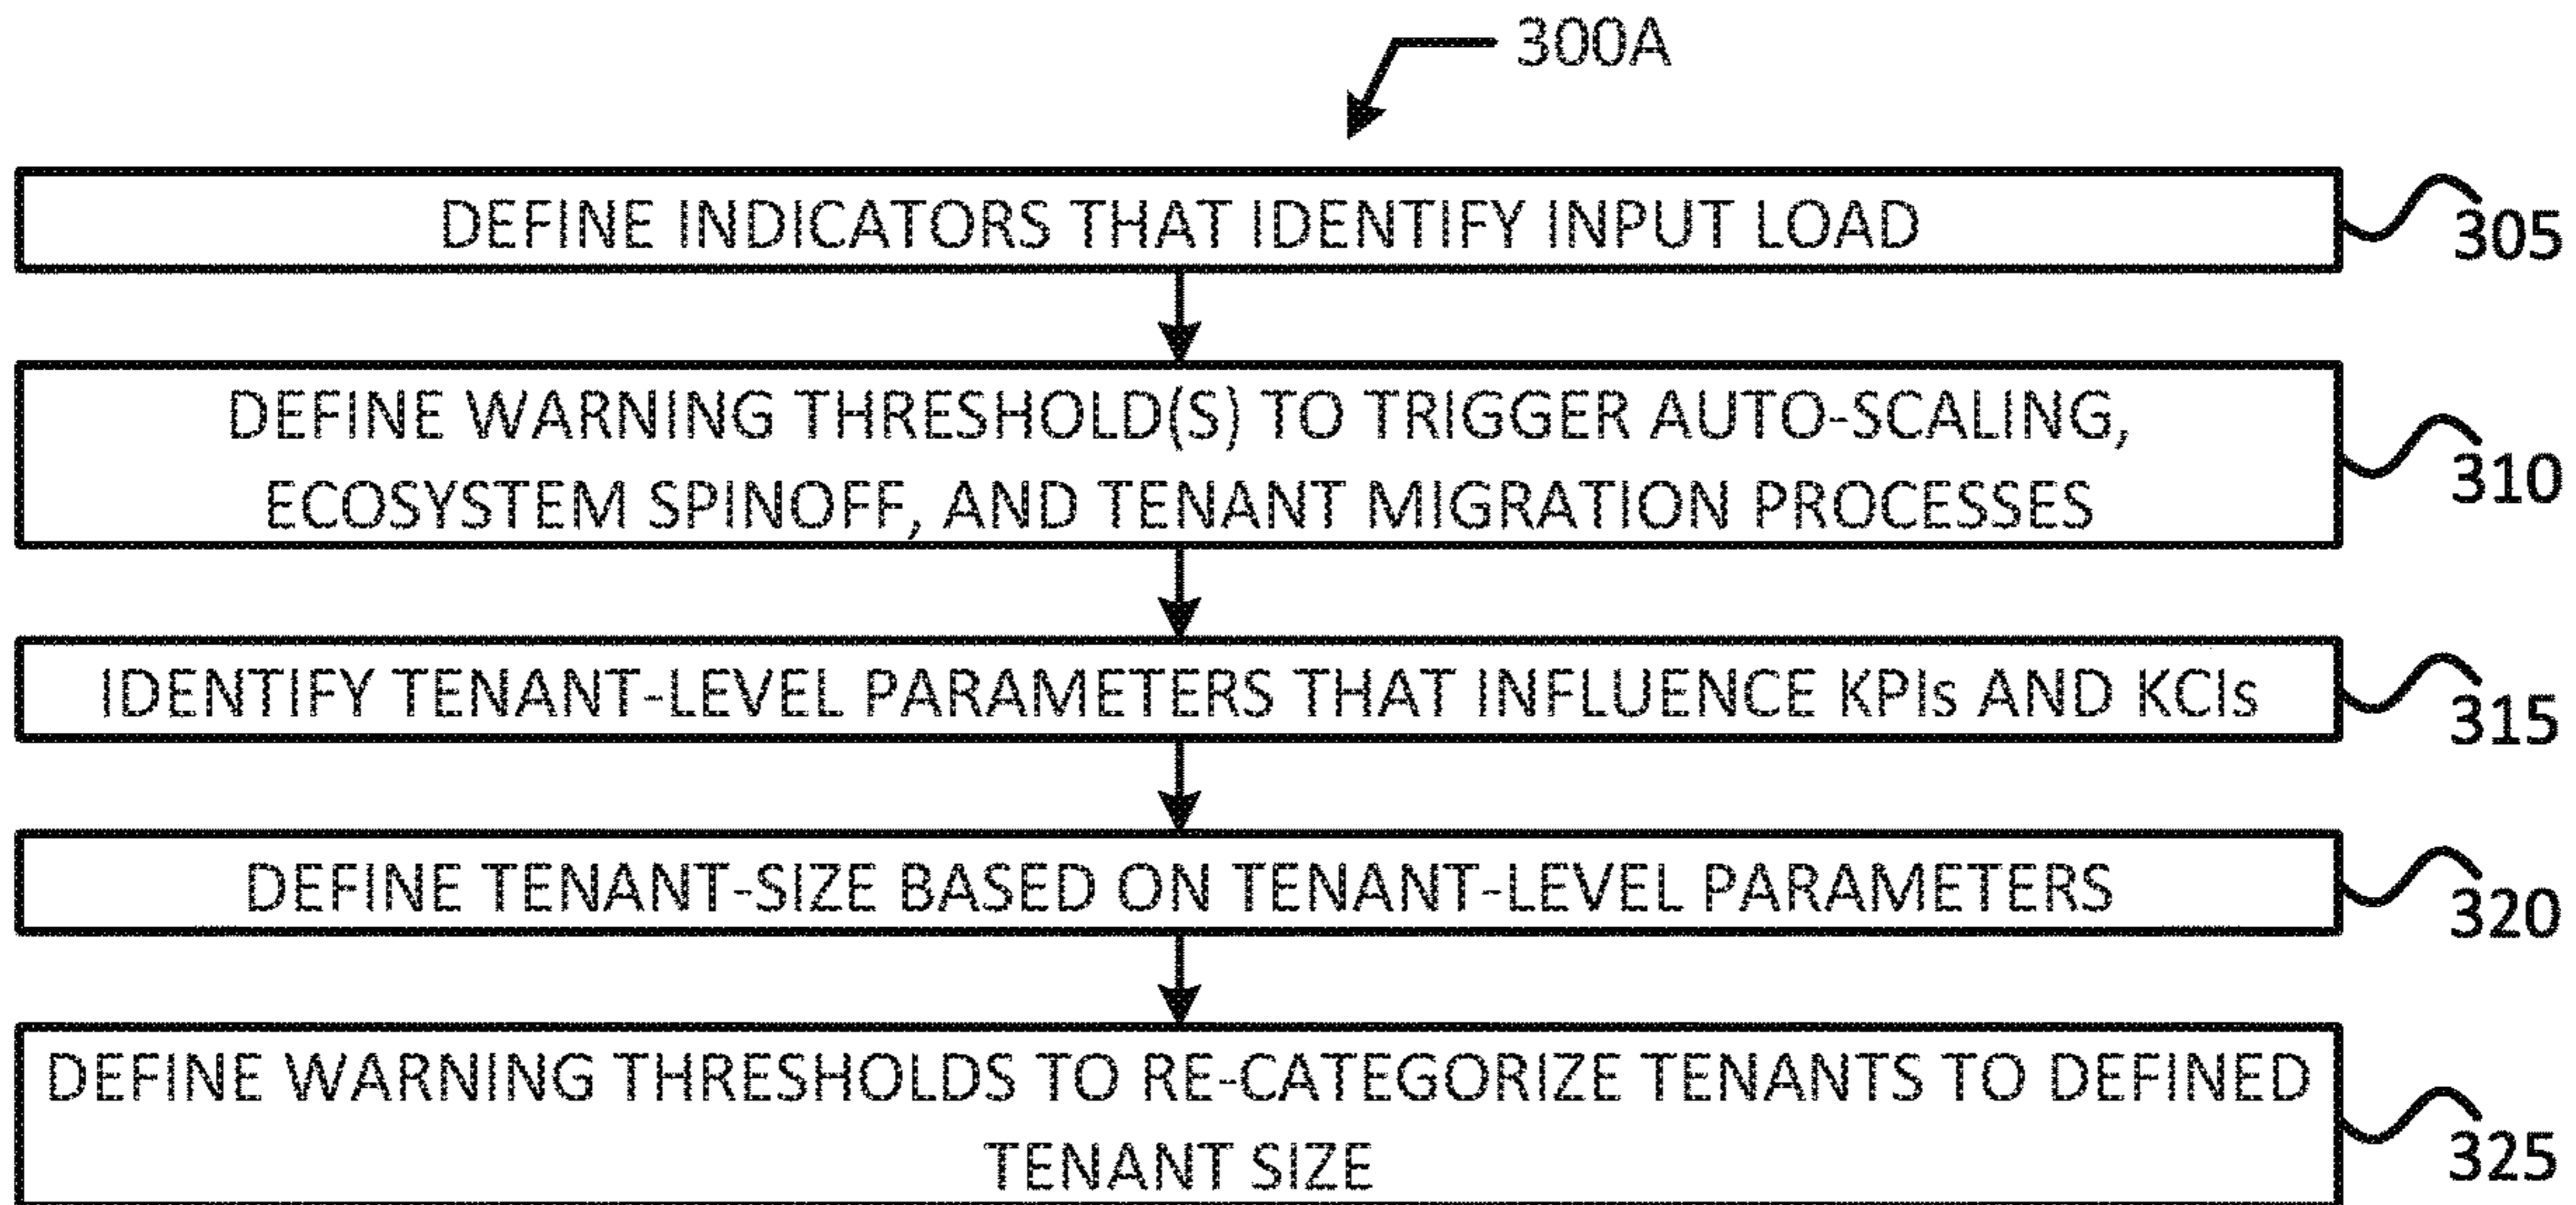 300A
DEFINE INDICATORS THAT IDENTIFY INPUT LOAD
305
DEFINE WARNING THRESHOLD(S) TO TRIGGER AUTO-SCALING,
ECOSYSTEM SPINOFF, AND TENANT MIGRATION PROCESSES
310
IDENTIFY TENANT-LEVEL PARAMETERS THAT INFLUENCE KPIs AND KCIs
315
DEFINE TENANT-SIZE BASED ON TENANT-LEVEL PARAMETERS
320
DEFINE WARNING THRESHOLDS TO RE-CATEGORIZE TENANTS TO DEFINED
TENANT SIZE
325